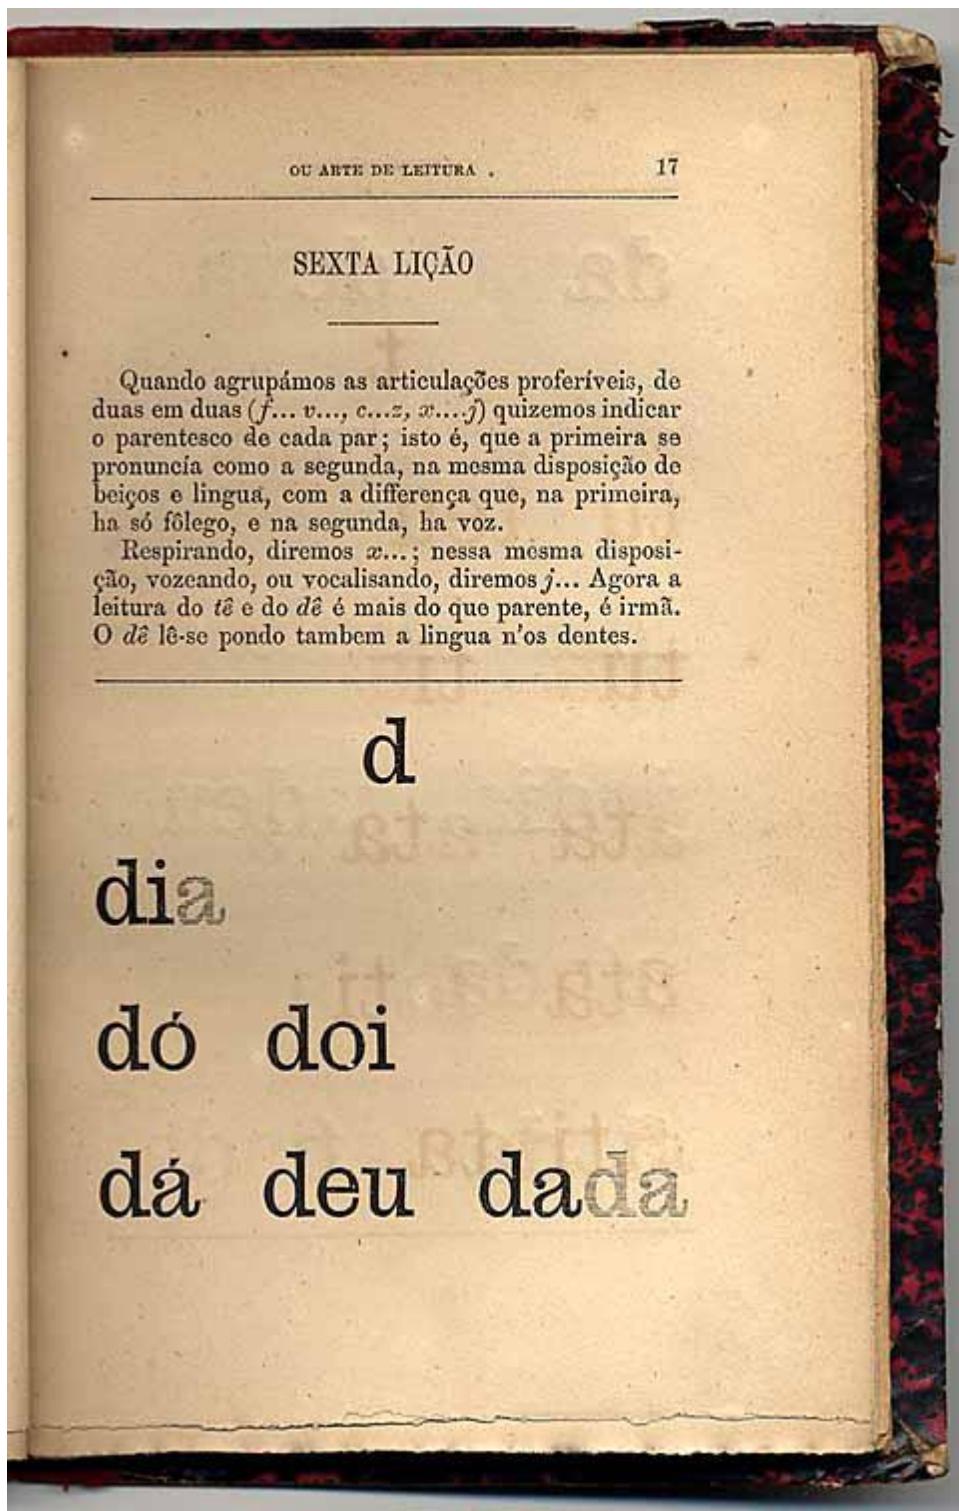 OU ARTE DE LEITURA . 17
SEXTA LIÇÃO
Quando agrupámos as articulações proferíveis, de
duas em duas (f... v..., c...z, x....j) quizemos indicar
o parentesco de cada par; isto é, que a primeira se
pronuncía como a segunda, na mesma disposição de
beiços e lingua, com a differença que, na primeira,
ha só fôlego, e na segunda, ha voz.
Respirando, diremos x...; nessa mesma disposi-
ção, vozeando, ou vocalisando, diremos j... Agora a
leitura do tê e do dê é mais do que parente, é irmã.
O dê lê-se pondo tambem a lingua n'os dentes.
d
dia
dó doi
dá deu dada